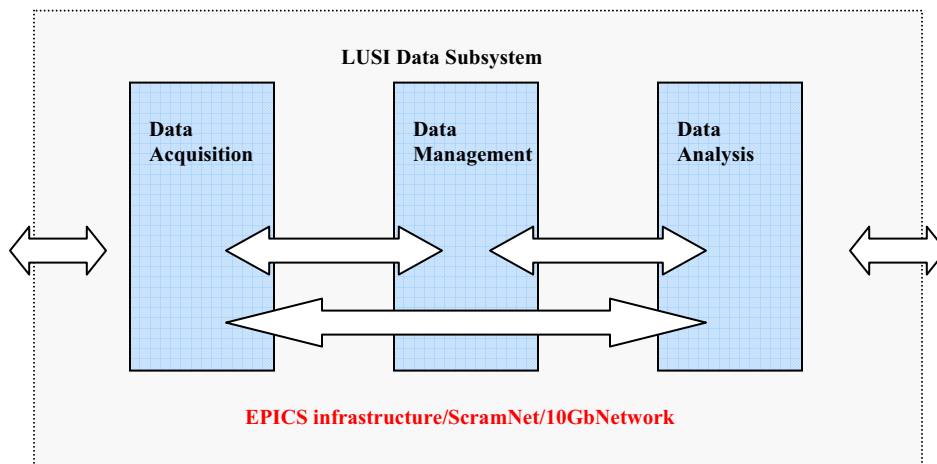 LUSI Data Subsystem
Data
Acquisition
Data
Management
Data
Analysis
EPICS infrastructure/ScramNet/10GbNetwork